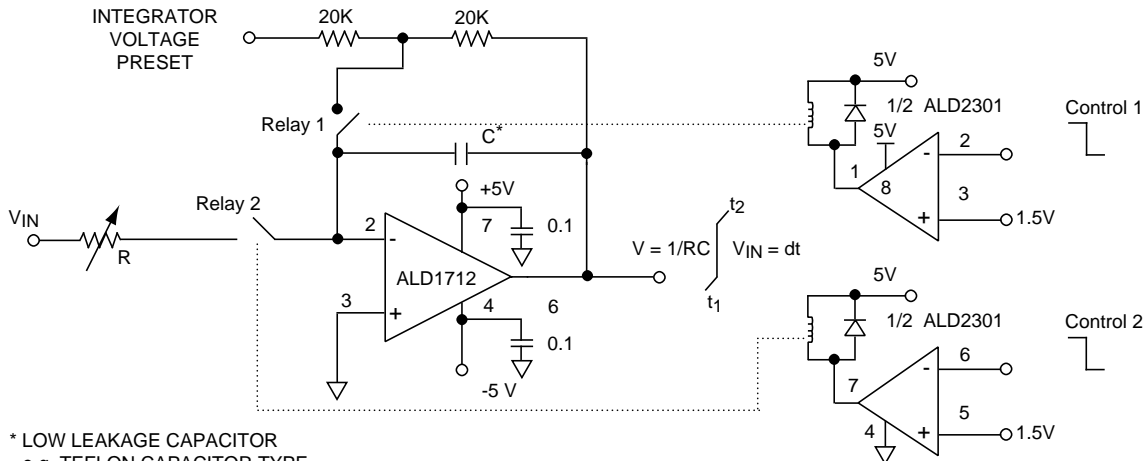 INTEGRATOR
VOLTAGE
PRESET
20K
20K
Relay 1
C*
5V
1/2 ALD2301
Control 1
5V
1
8
2
3
1.5V
Relay 2
VIN
R
+5V
2
7
0.1
ALD1712
3
4
6
0.1
-5 V
V = 1/RC
t2
VIN = dt
t1
5V
1/2 ALD2301
Control 2
7
6
5
4
1.5V
* LOW LEAKAGE CAPACITOR